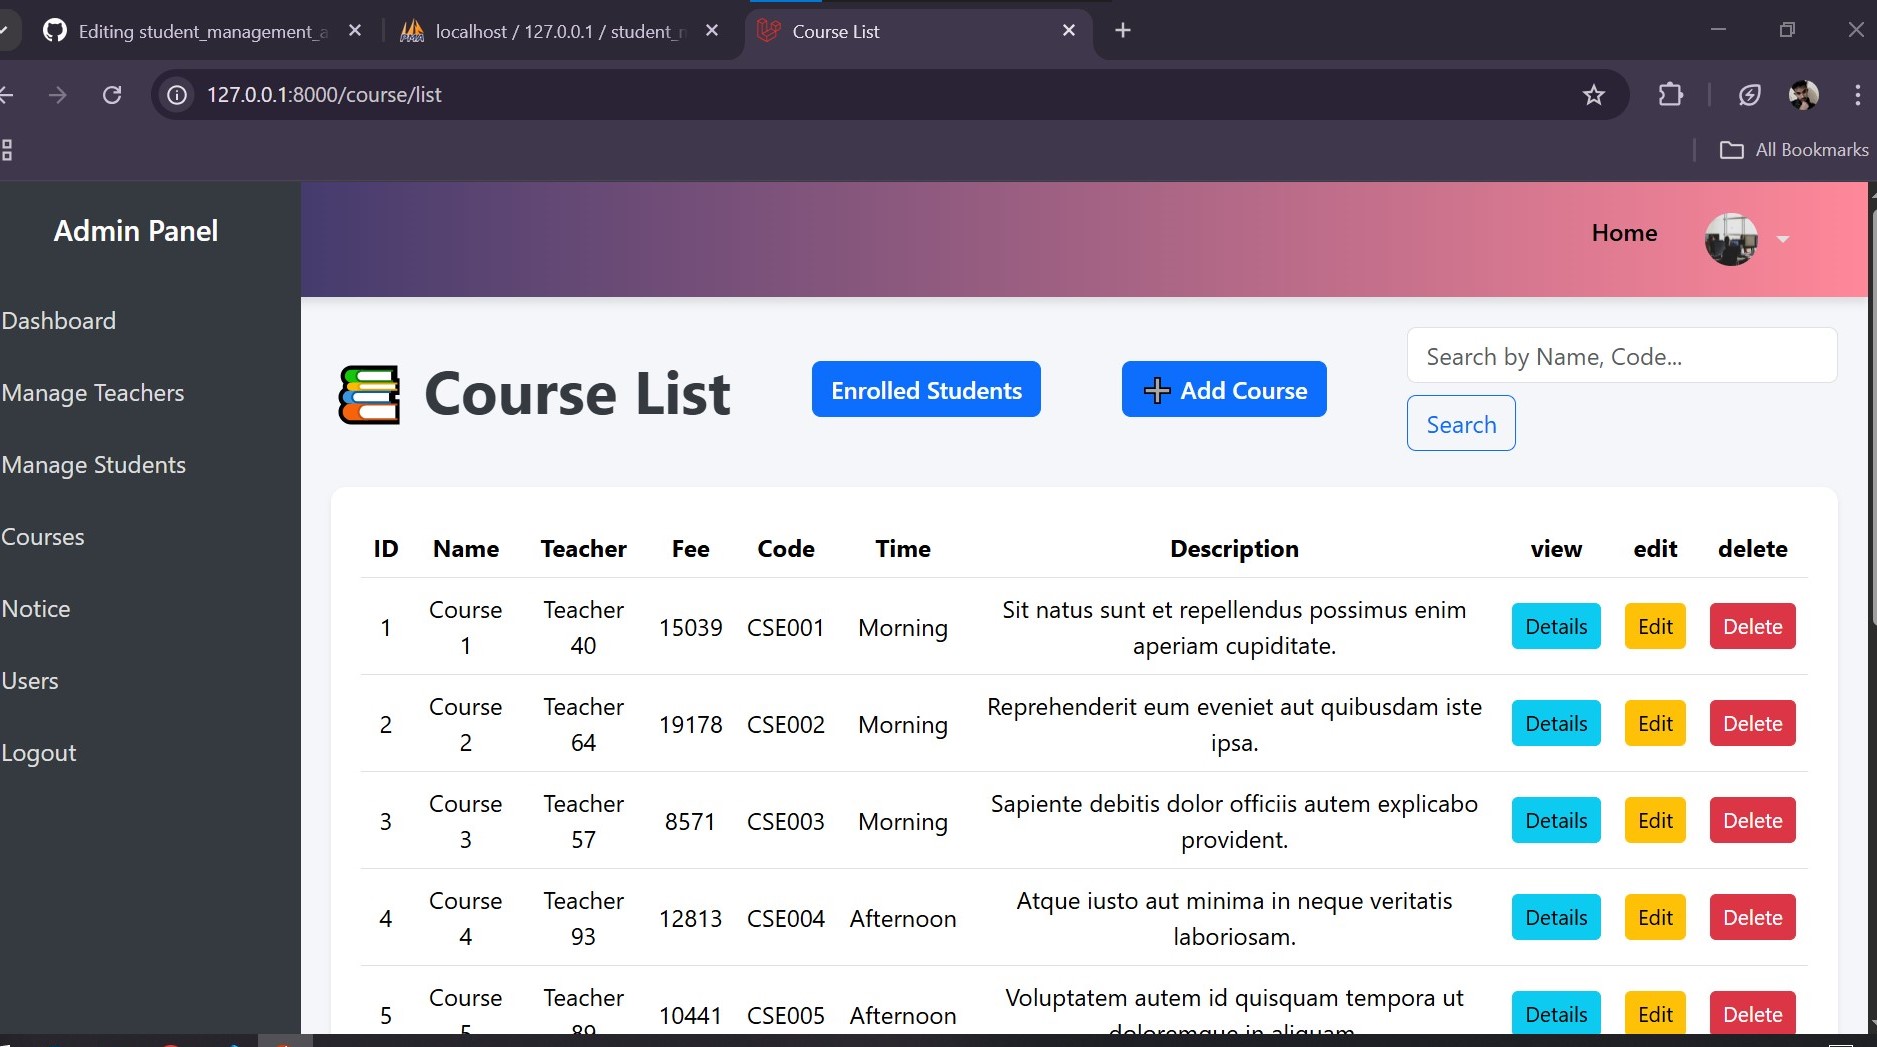 Editing student_management_a
localhost / 127.0.0.1 / student_m
Course List
127.0.0.1:8000/course/list
All Bookmarks
Admin Panel
Home
Dashboard
Manage Teachers
Manage Students
Courses
Notice
Users
Logout
Course List
Enrolled Students
Add Course
Search by Name, Code...
Search
ID Name Teacher Fee Code Time Description view edit delete
1 Course 1 Teacher 40 15039 CSE001 Morning Sit natus sunt et repellendus possimus enim aperiam cupiditate. Details Edit Delete
2 Course 2 Teacher 64 19178 CSE002 Morning Reprehenderit eum eveniet aut quibusdam iste ipsa. Details Edit Delete
3 Course 3 Teacher 57 8571 CSE003 Morning Sapiente debitis dolor officiis autem explicabo provident. Details Edit Delete
4 Course 4 Teacher 93 12813 CSE004 Afternoon Atque iusto aut minima in neque veritatis laboriosam. Details Edit Delete
5 Course 5 Teacher 89 10441 CSE005 Afternoon Voluptatem autem id quisquam tempora ut doloremque in aliquam. Details Edit Delete